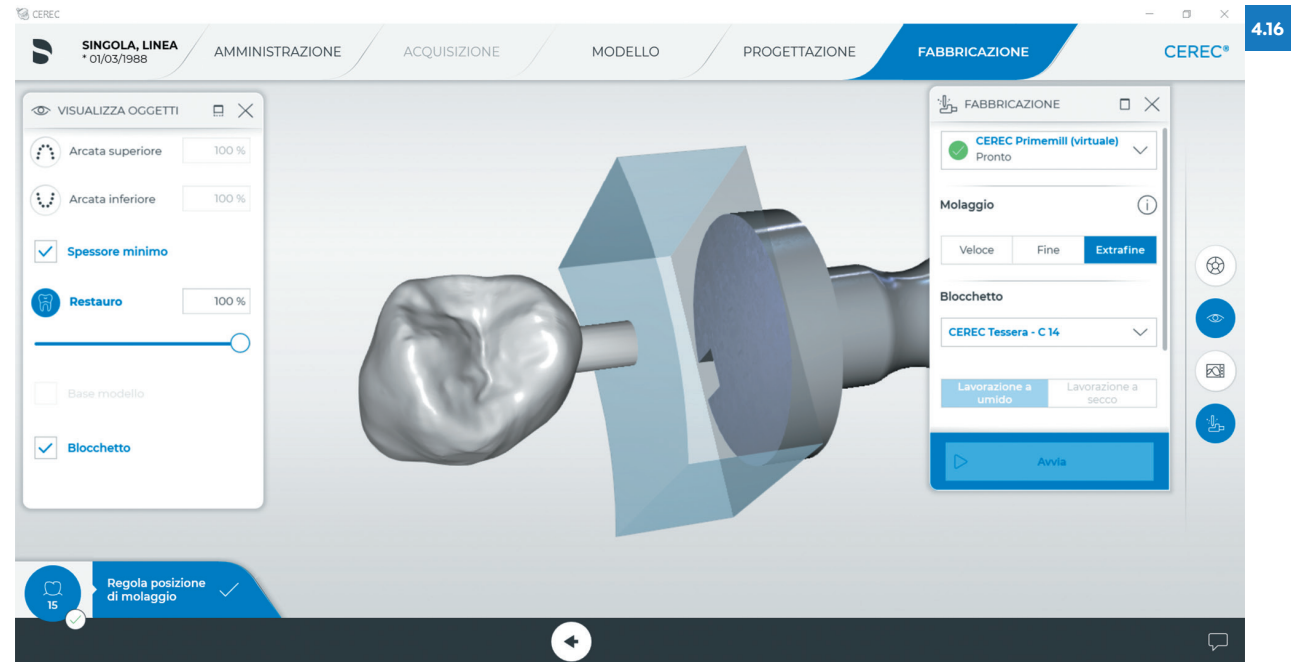 CEREC
4.16
SINGOLA, LINEA
* 01/03/1988
AMMINISTRAZIONE
ACQUISIZIONE
MODELLO
PROGETTAZIONE
FABBRICAZIONE
CEREC®
VISUALIZZA OGGETTI
Arcata superiore 100 %
Arcata inferiore 100 %
Spessore minimo
Restauro 100 %
Base modello
Blocchetto
FABBRICAZIONE
CEREC Primemill (virtuale)
Pronto
Molaggio
Veloce Fine Extrafine
Blocchetto
CEREC Tessera - C 14
Lavorazione a
umido
Lavorazione a
secco
Avvia
15
Regola posizione
di molaggio